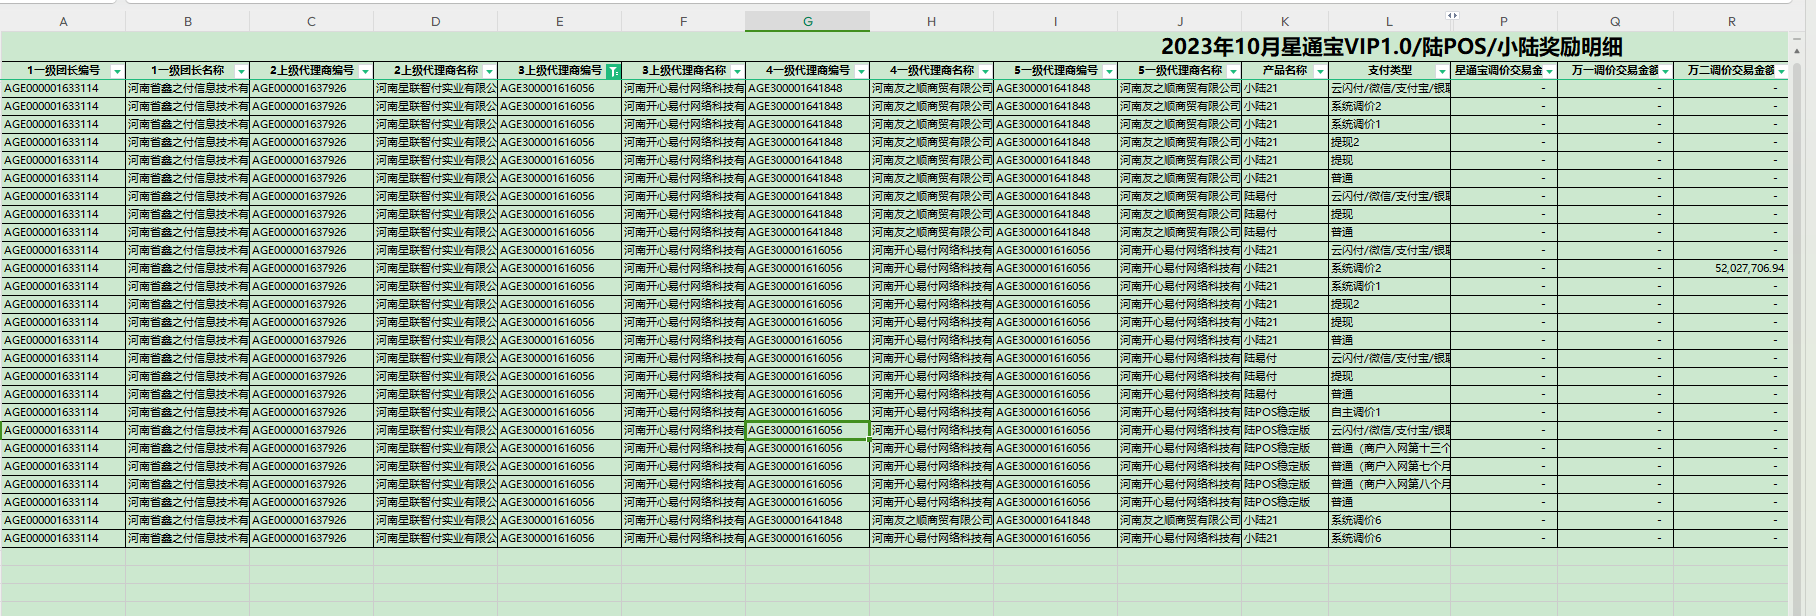 A B C D E F G H I J K L P Q R
2023年10月星通宝VIP1.0/陆POS/小陆奖励明细
1一级团长编号 1一级团长名称 2上级代理商编号 2上级代理商名称 3上级代理商编号 3上级代理商名称 4一级代理商编号 4一级代理商名称 5一级代理商编号 5一级代理商名称 产品名称 支付类型 星通宝调价交易金 万一调价交易金额 万二调价交易金额
AGE000001633114 河南省鑫之付信息技术有 AGE000001637926 河南星联智付实业有限公 AGE300001616056 河南开心易付网络科技有 AGE300001641848 河南友之顺商贸有限公司 AGE300001641848 河南友之顺商贸有限公司 小陆21 云闪付/微信/支付宝/银联 - - -
AGE000001633114 河南省鑫之付信息技术有 AGE000001637926 河南星联智付实业有限公 AGE300001616056 河南开心易付网络科技有 AGE300001641848 河南友之顺商贸有限公司 AGE300001641848 河南友之顺商贸有限公司 小陆21 系统调价2 - - -
AGE000001633114 河南省鑫之付信息技术有 AGE000001637926 河南星联智付实业有限公 AGE300001616056 河南开心易付网络科技有 AGE300001641848 河南友之顺商贸有限公司 AGE300001641848 河南友之顺商贸有限公司 小陆21 系统调价1 - - -
AGE000001633114 河南省鑫之付信息技术有 AGE000001637926 河南星联智付实业有限公 AGE300001616056 河南开心易付网络科技有 AGE300001641848 河南友之顺商贸有限公司 AGE300001641848 河南友之顺商贸有限公司 小陆21 提现2 - - -
AGE000001633114 河南省鑫之付信息技术有 AGE000001637926 河南星联智付实业有限公 AGE300001616056 河南开心易付网络科技有 AGE300001641848 河南友之顺商贸有限公司 AGE300001641848 河南友之顺商贸有限公司 小陆21 提现 - - -
AGE000001633114 河南省鑫之付信息技术有 AGE000001637926 河南星联智付实业有限公 AGE300001616056 河南开心易付网络科技有 AGE300001641848 河南友之顺商贸有限公司 AGE300001641848 河南友之顺商贸有限公司 小陆21 普通 - - -
AGE000001633114 河南省鑫之付信息技术有 AGE000001637926 河南星联智付实业有限公 AGE300001616056 河南开心易付网络科技有 AGE300001641848 河南友之顺商贸有限公司 AGE300001641848 河南友之顺商贸有限公司 陆易付 云闪付/微信/支付宝/银联 - - -
AGE000001633114 河南省鑫之付信息技术有 AGE000001637926 河南星联智付实业有限公 AGE300001616056 河南开心易付网络科技有 AGE300001641848 河南友之顺商贸有限公司 AGE300001641848 河南友之顺商贸有限公司 陆易付 提现 - - -
AGE000001633114 河南省鑫之付信息技术有 AGE000001637926 河南星联智付实业有限公 AGE300001616056 河南开心易付网络科技有 AGE300001641848 河南友之顺商贸有限公司 AGE300001641848 河南友之顺商贸有限公司 陆易付 普通 - - -
AGE000001633114 河南省鑫之付信息技术有 AGE000001637926 河南星联智付实业有限公 AGE300001616056 河南开心易付网络科技有 AGE300001616056 河南开心易付网络科技有 AGE300001616056 河南开心易付网络科技有 小陆21 云闪付/微信/支付宝/银联 - - -
AGE000001633114 河南省鑫之付信息技术有 AGE000001637926 河南星联智付实业有限公 AGE300001616056 河南开心易付网络科技有 AGE300001616056 河南开心易付网络科技有 AGE300001616056 河南开心易付网络科技有 小陆21 系统调价2 - - 52,027,706.94
AGE000001633114 河南省鑫之付信息技术有 AGE000001637926 河南星联智付实业有限公 AGE300001616056 河南开心易付网络科技有 AGE300001616056 河南开心易付网络科技有 AGE300001616056 河南开心易付网络科技有 小陆21 系统调价1 - - -
AGE000001633114 河南省鑫之付信息技术有 AGE000001637926 河南星联智付实业有限公 AGE300001616056 河南开心易付网络科技有 AGE300001616056 河南开心易付网络科技有 AGE300001616056 河南开心易付网络科技有 小陆21 提现2 - - -
AGE000001633114 河南省鑫之付信息技术有 AGE000001637926 河南星联智付实业有限公 AGE300001616056 河南开心易付网络科技有 AGE300001616056 河南开心易付网络科技有 AGE300001616056 河南开心易付网络科技有 小陆21 提现 - - -
AGE000001633114 河南省鑫之付信息技术有 AGE000001637926 河南星联智付实业有限公 AGE300001616056 河南开心易付网络科技有 AGE300001616056 河南开心易付网络科技有 AGE300001616056 河南开心易付网络科技有 小陆21 普通 - - -
AGE000001633114 河南省鑫之付信息技术有 AGE000001637926 河南星联智付实业有限公 AGE300001616056 河南开心易付网络科技有 AGE300001616056 河南开心易付网络科技有 AGE300001616056 河南开心易付网络科技有 陆易付 云闪付/微信/支付宝/银联 - - -
AGE000001633114 河南省鑫之付信息技术有 AGE000001637926 河南星联智付实业有限公 AGE300001616056 河南开心易付网络科技有 AGE300001616056 河南开心易付网络科技有 AGE300001616056 河南开心易付网络科技有 陆易付 提现 - - -
AGE000001633114 河南省鑫之付信息技术有 AGE000001637926 河南星联智付实业有限公 AGE300001616056 河南开心易付网络科技有 AGE300001616056 河南开心易付网络科技有 AGE300001616056 河南开心易付网络科技有 陆易付 普通 - - -
AGE000001633114 河南省鑫之付信息技术有 AGE000001637926 河南星联智付实业有限公 AGE300001616056 河南开心易付网络科技有 AGE300001616056 河南开心易付网络科技有 AGE300001616056 河南开心易付网络科技有 陆POS稳定版 自主调价1 - - -
AGE000001633114 河南省鑫之付信息技术有 AGE000001637926 河南星联智付实业有限公 AGE300001616056 河南开心易付网络科技有 AGE300001616056 河南开心易付网络科技有 AGE300001616056 河南开心易付网络科技有 陆POS稳定版 云闪付/微信/支付宝/银联 - - -
AGE000001633114 河南省鑫之付信息技术有 AGE000001637926 河南星联智付实业有限公 AGE300001616056 河南开心易付网络科技有 AGE300001616056 河南开心易付网络科技有 AGE300001616056 河南开心易付网络科技有 陆POS稳定版 普通（商户入网第十三个 - - -
AGE000001633114 河南省鑫之付信息技术有 AGE000001637926 河南星联智付实业有限公 AGE300001616056 河南开心易付网络科技有 AGE300001616056 河南开心易付网络科技有 AGE300001616056 河南开心易付网络科技有 陆POS稳定版 普通（商户入网第七个月 - - -
AGE000001633114 河南省鑫之付信息技术有 AGE000001637926 河南星联智付实业有限公 AGE300001616056 河南开心易付网络科技有 AGE300001616056 河南开心易付网络科技有 AGE300001616056 河南开心易付网络科技有 陆POS稳定版 普通（商户入网第八个月 - - -
AGE000001633114 河南省鑫之付信息技术有 AGE000001637926 河南星联智付实业有限公 AGE300001616056 河南开心易付网络科技有 AGE300001616056 河南开心易付网络科技有 AGE300001616056 河南开心易付网络科技有 陆POS稳定版 普通 - - -
AGE000001633114 河南省鑫之付信息技术有 AGE000001637926 河南星联智付实业有限公 AGE300001616056 河南开心易付网络科技有 AGE300001641848 河南友之顺商贸有限公司 AGE300001641848 河南友之顺商贸有限公司 小陆21 系统调价6 - - -
AGE000001633114 河南省鑫之付信息技术有 AGE000001637926 河南星联智付实业有限公 AGE300001616056 河南开心易付网络科技有 AGE300001616056 河南开心易付网络科技有 AGE300001616056 河南开心易付网络科技有 小陆21 系统调价6 - - -